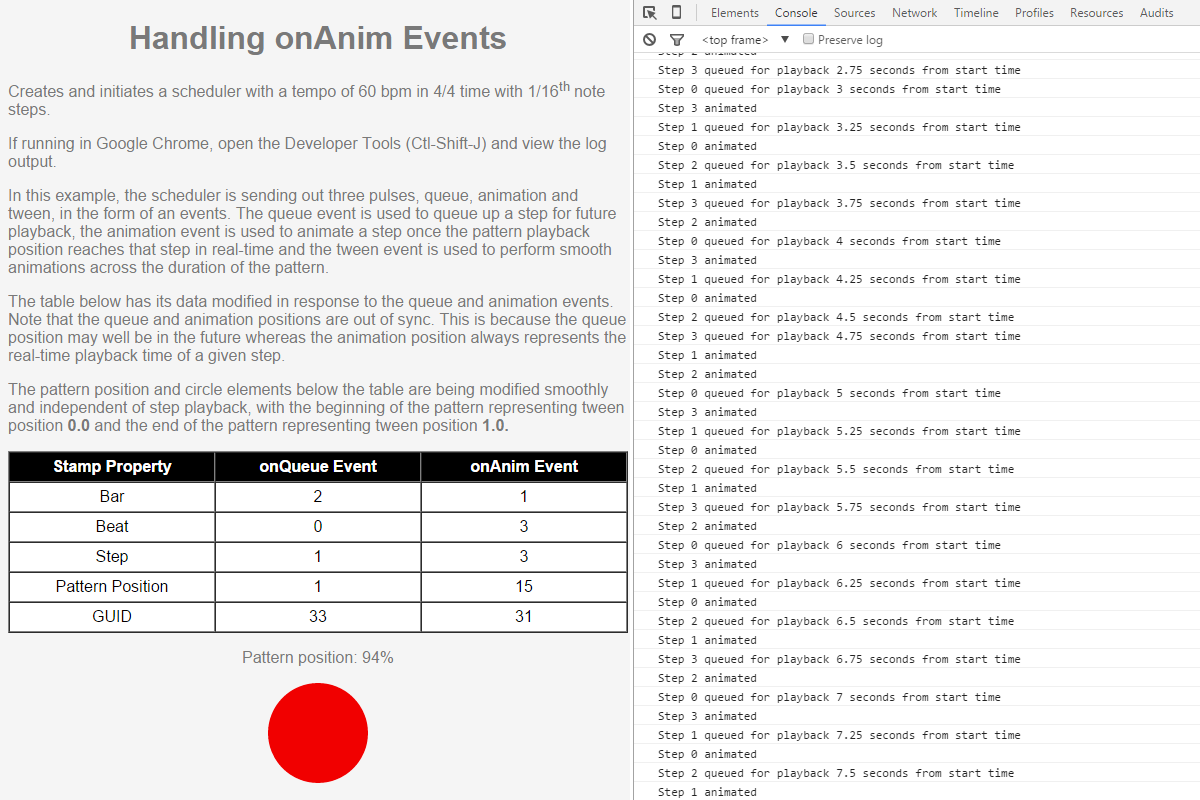 Handling onAnim Events
Creates and initiates a scheduler with a tempo of 60 bpm in 4/4 time with 1/16th note
steps.
If running in Google Chrome, open the Developer Tools (Ctl-Shift-J) and view the log
output.
In this example, the scheduler is sending out three pulses, queue, animation and
tween, in the form of an events. The queue event is used to queue up a step for future
playback, the animation event is used to animate a step once the pattern playback
position reaches that step in real-time and the tween event is used to perform smooth
animations across the duration of the pattern.
The table below has its data modified in response to the queue and animation events.
Note that the queue and animation positions are out of sync. This is because the queue
position may well be in the future whereas the animation position always represents the
real-time playback time of a given step.
The pattern position and circle elements below the table are being modified smoothly
and independent of step playback, with the beginning of the pattern representing tween
position 0.0 and the end of the pattern representing tween position 1.0.
Stamp Property onQueue Event onAnim Event
Bar 2 1
Beat 0 3
Step 1 3
Pattern Position 1 15
GUID 33 31
Pattern position: 94%
Elements Console Sources Network Timeline Profiles Resources Audits
<top frame> ▼ Preserve log
Step 2 animated
Step 3 queued for playback 2.75 seconds from start time
Step 0 queued for playback 3 seconds from start time
Step 3 animated
Step 1 queued for playback 3.25 seconds from start time
Step 0 animated
Step 2 queued for playback 3.5 seconds from start time
Step 1 animated
Step 3 queued for playback 3.75 seconds from start time
Step 2 animated
Step 0 queued for playback 4 seconds from start time
Step 3 animated
Step 1 queued for playback 4.25 seconds from start time
Step 0 animated
Step 2 queued for playback 4.5 seconds from start time
Step 3 queued for playback 4.75 seconds from start time
Step 1 animated
Step 2 animated
Step 0 queued for playback 5 seconds from start time
Step 3 animated
Step 1 queued for playback 5.25 seconds from start time
Step 0 animated
Step 2 queued for playback 5.5 seconds from start time
Step 1 animated
Step 3 queued for playback 5.75 seconds from start time
Step 2 animated
Step 0 queued for playback 6 seconds from start time
Step 3 animated
Step 1 queued for playback 6.25 seconds from start time
Step 0 animated
Step 2 queued for playback 6.5 seconds from start time
Step 1 animated
Step 3 queued for playback 6.75 seconds from start time
Step 2 animated
Step 0 queued for playback 7 seconds from start time
Step 3 animated
Step 1 queued for playback 7.25 seconds from start time
Step 0 animated
Step 2 queued for playback 7.5 seconds from start time
Step 1 animated